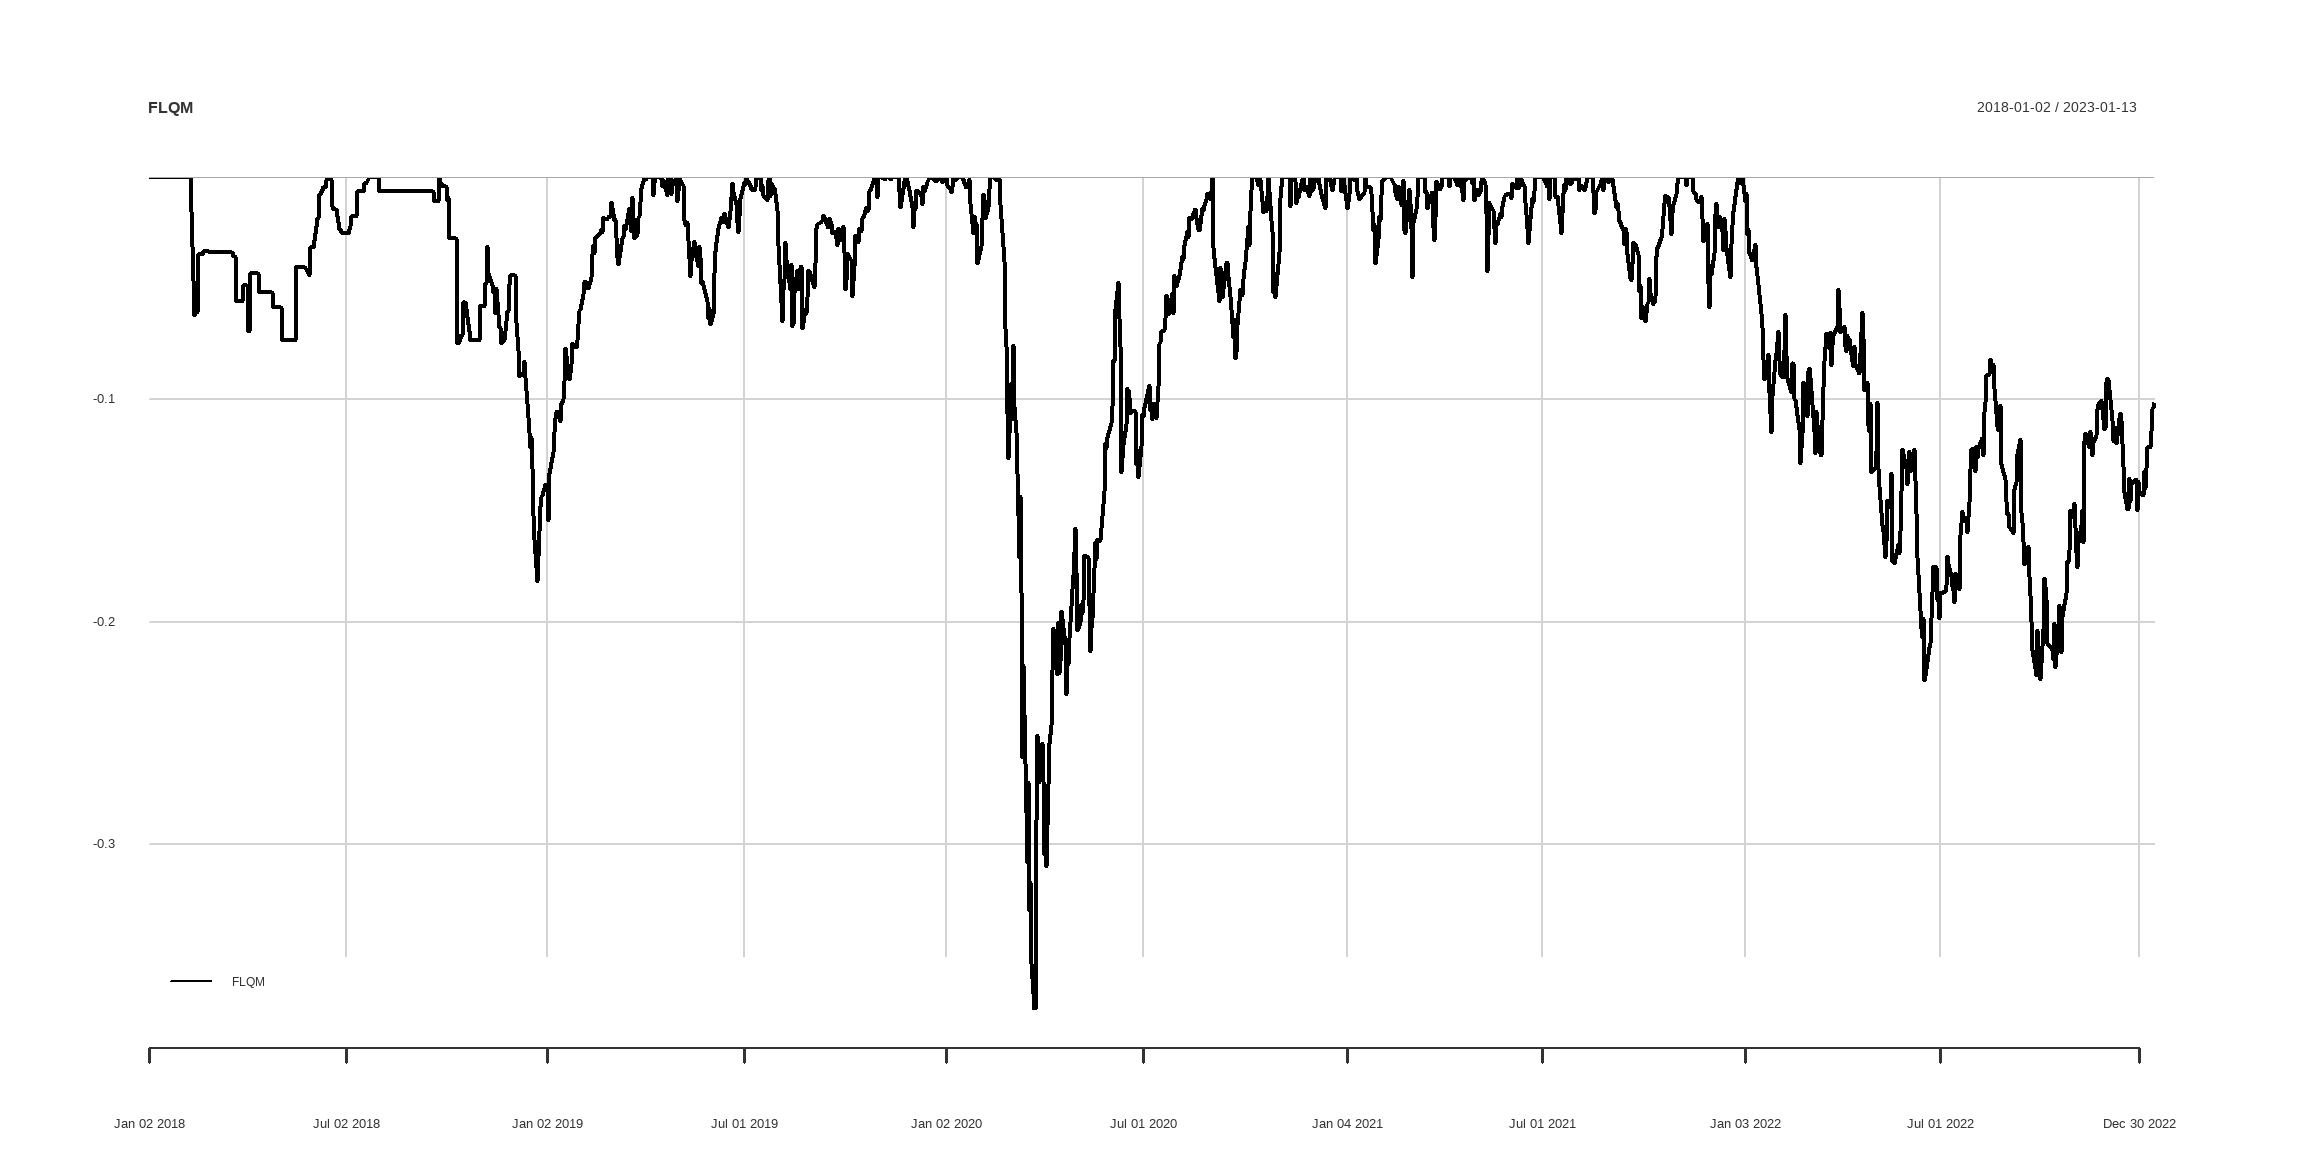 FLQM
2018-01-02 / 2023-01-13
-0.1
-0.2
-0.3
FLQM
Jan 02 2018
Jul 02 2018
Jan 02 2019
Jul 01 2019
Jan 02 2020
Jul 01 2020
Jan 04 2021
Jul 01 2021
Jan 03 2022
Jul 01 2022
Dec 30 2022